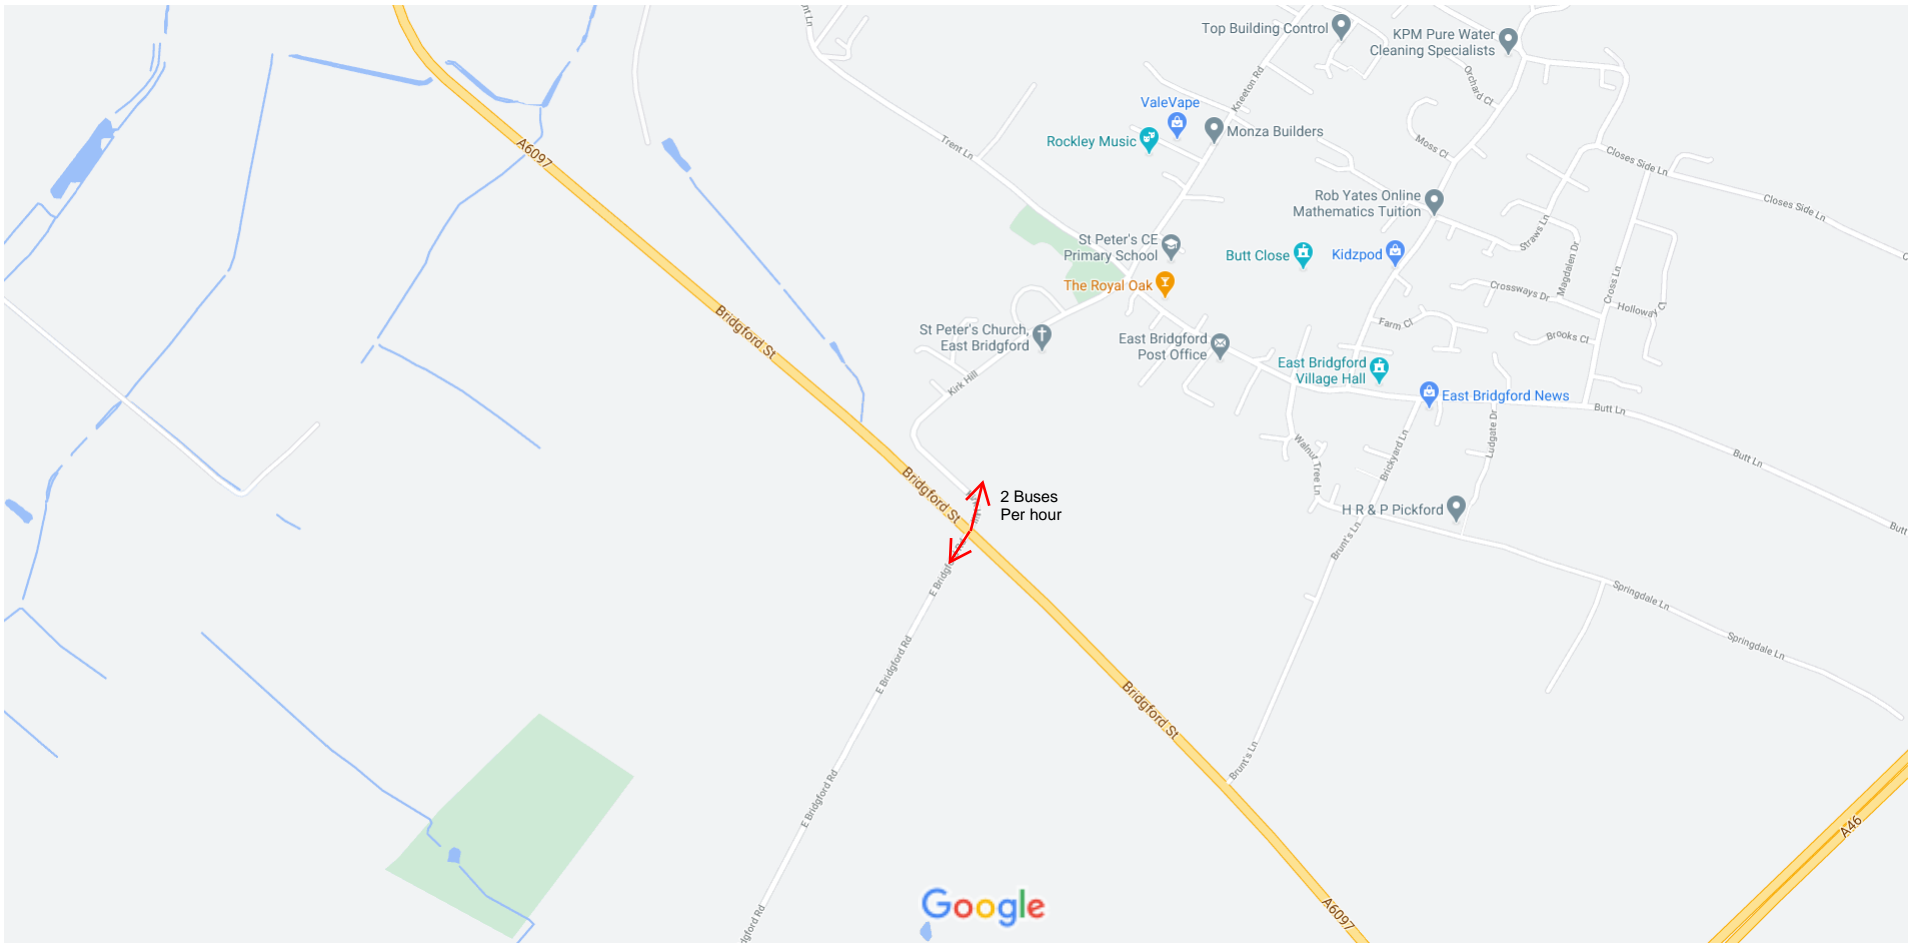 nt Ln
Top Building Control
KPM Pure Water
Cleaning Specialists
Kneeton Rd
Orchard Cl
ValeVape
A6097
Trent Ln
Rockley Music
Monza Builders
Moss Cl
Closes Side Ln
Rob Yates Online
Mathematics Tuition
Closes Side Ln
Straws Ln
St Peter's CE
Primary School
Butt Close
Kidzpod
Magdalen Dr
Cross Ln
The Royal Oak
Crossways Dr
Holloway Cl
Bridgford St
St Peter's Church,
East Bridgford
East Bridgford
Post Office
Farm Cl
Brooks Cl
East Bridgford
Village Hall
Kirk Hill
East Bridgford News
Butt Ln
Ludgate Dr
Walnut Tree Ln
Brickyard Ln
Butt Ln
Bridgford St
2 Buses
Per hour
H R & P Pickford
Butt
Brunt's Ln
E Bridgfo
Springdale Ln
E Bridgford Rd
Springdale Ln
Bridgford St
Brunt's Ln
E Bridgford Rd
A46
Google
A6097
dgford Rd